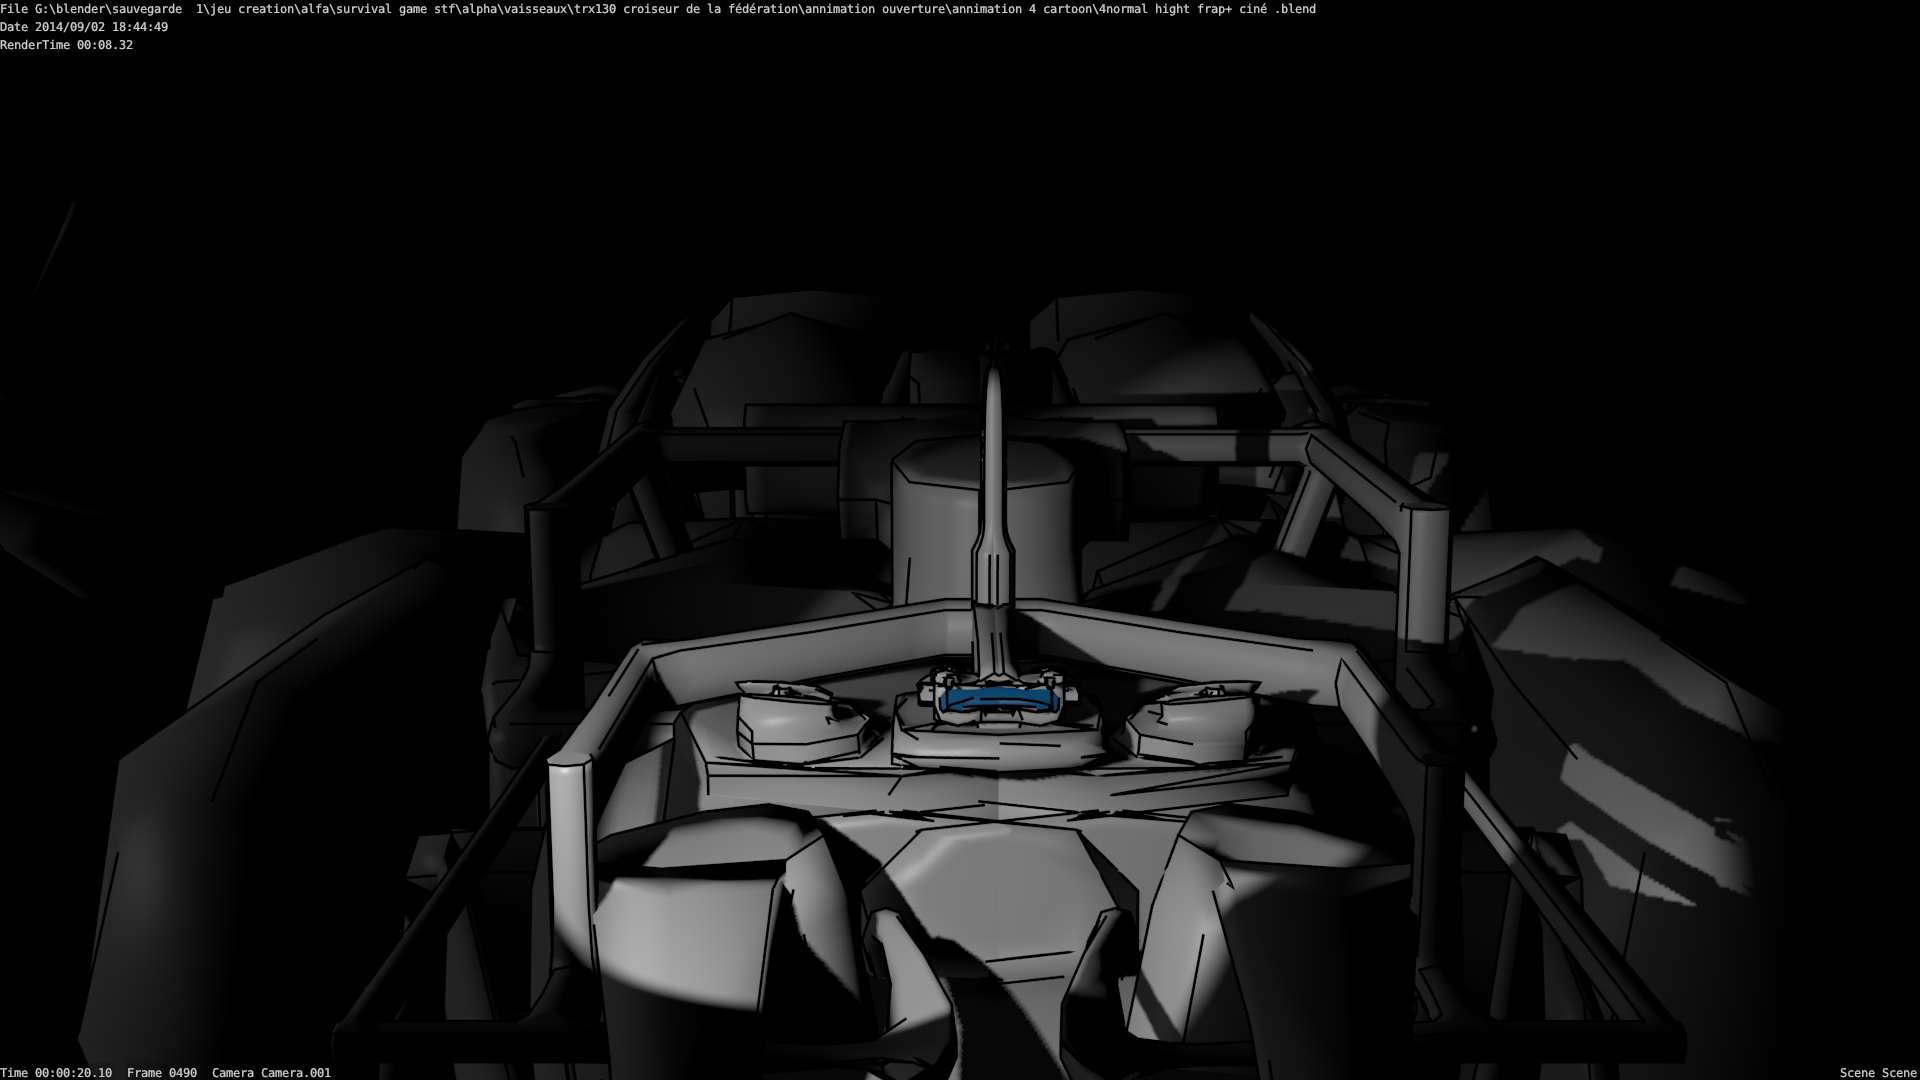 File G:\blender\sauvegarde  1\jeu creation\alfa\survival game stf\alpha\vaisseaux\trx130 croiseur de la fédération\annimation ouverture\annimation 4 cartoon\4normal hight frap+ ciné .blend
Date 2014/09/02 18:44:49
RenderTime 00:08.32
Time 00:00:20.10  Frame 0490  Camera Camera.001
Scene Scene